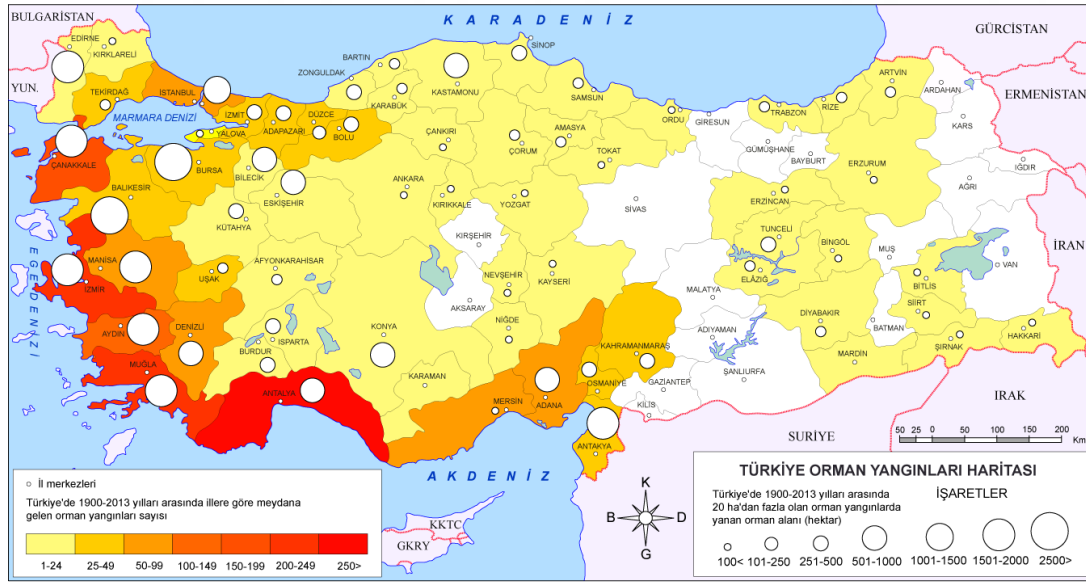 BULGARİSTAN
KARADENİZ
GÜRCİSTAN
EDİRNE
KIRKLARELİ
SİNOP
BARTIN
ZONGULDAK
KASTAMONU
ARTVİN
ARDAHAN
YUN.
TEKİRDAĞ
İSTANBUL
KARABÜK
SAMSUN
ERMENİSTAN
MARMARA DENİZİ
İZMİT
ADAPAZARI
DÜZCE
BOLU
ORDU
GİRESUN
TRABZON
RİZE
KARS
YALOVA
ÇANKIRI
ÇORUM
AMASYA
GÜMÜŞHANE
BAYBURT
ÇANAKKALE
BURSA
BİLECİK
TOKAT
ERZURUM
IĞDIR
BALIKESİR
ESKİŞEHİR
ANKARA
KIRIKKALE
YOZGAT
SİVAS
ERZİNCAN
AĞRI
KÜTAHYA
TUNCELİ
KIRŞEHİR
BİNGÖL
MUŞ
İRAN
EGE DENİZİ
MANİSA
UŞAK
AFYONKARAHİSAR
NEVŞEHİR
KAYSERİ
ELÂZIĞ
BİTLİS
VAN
İZMİR
AKSARAY
MALATYA
SİİRT
AYDIN
DENİZLİ
ISPARTA
KONYA
NİĞDE
ADIYAMAN
DİYABAKIR
BATMAN
HAKKARİ
BURDUR
KAHRAMANMARAŞ
ŞIRNAK
MUĞLA
KARAMAN
MARDİN
ANTALYA
OSMANİYE
GAZİANTEP
ŞANLIURFA
MERSİN
ADANA
KİLİS
IRAK
SURİYE
50 25 0 50 100 150 200
Km
ANTAKYA
AKDENİZ
İl merkezleri
Türkiye'de 1900-2013 yılları arasında illere göre meydana
gelen orman yangınları sayısı
1-24 25-49 50-99 100-149 150-199 200-249 250>
KKTC
GKRY
K
B D
G
TÜRKİYE ORMAN YANGINLARI HARİTASI
Türkiye'de 1900-2013 yılları arasında
20 ha'dan fazla olan orman yangınlarda
yanan orman alanı (hektar)
İŞARETLER
100< 101-250 251-500 501-1000 1001-1500 1501-2000 2500>